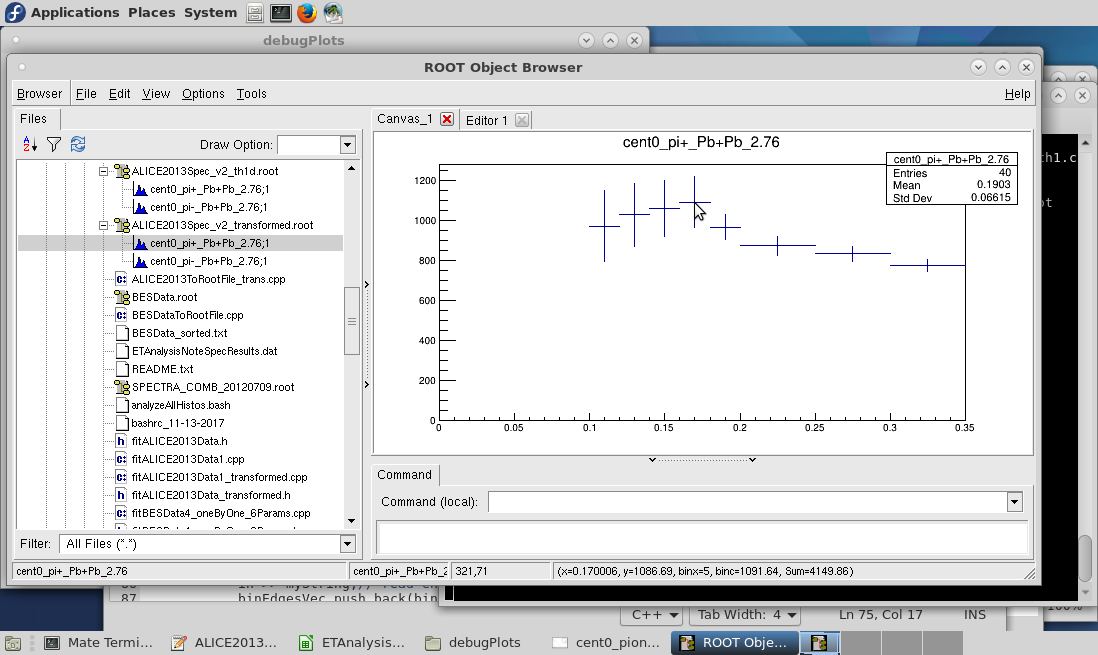 Applications Places System
debugPlots
ROOT Object Browser
Browser File Edit View Options Tools Help
Files
Canvas_1 Editor 1
Draw Option:
ALICE2013Spec_v2_th1d.root
cent0_pi+_Pb+Pb_2.76;1
cent0_pi-_Pb+Pb_2.76;1
ALICE2013Spec_v2_transformed.root
cent0_pi+_Pb+Pb_2.76;1
cent0_pi-_Pb+Pb_2.76;1
ALICE2013ToRootFile_trans.cpp
BESData.root
BESDataToRootFile.cpp
BESData_sorted.txt
ETAnalysisNoteSpecResults.dat
README.txt
SPECTRA_COMB_20120709.root
analyzeAllHistos.bash
bashrc_11-13-2017
fitALICE2013Data.h
fitALICE2013Data1.cpp
fitALICE2013Data1_transformed.cpp
fitALICE2013Data_transformed.h
fitBESData4_oneByOne_6Params.cpp
Filter: All Files (*.*)
cent0_pi+_Pb+Pb_2.76
cent0_pi+_Pb+Pb_2.76
Entries 40
Mean 0.1903
Std Dev 0.06615
1200
1000
800
600
400
200
0
0 0.05 0.1 0.15 0.2 0.25 0.3 0.35
Command
Command (local):
cent0_pi+_Pb+Pb_2.76 cent0_pi+_Pb+Pb_2 321,71 (x=0.170006, y=1086.69, binx=5, binc=1091.64, Sum=4149.86)
th1.c
ot
87 binEdgesVec.push_back(bin
C++ Tab Width: 4 Ln 75, Col 17 INS
100%
Mate Termi... ALICE2013... ETAnalysis... debugPlots cent0_pion... ROOT Obje...